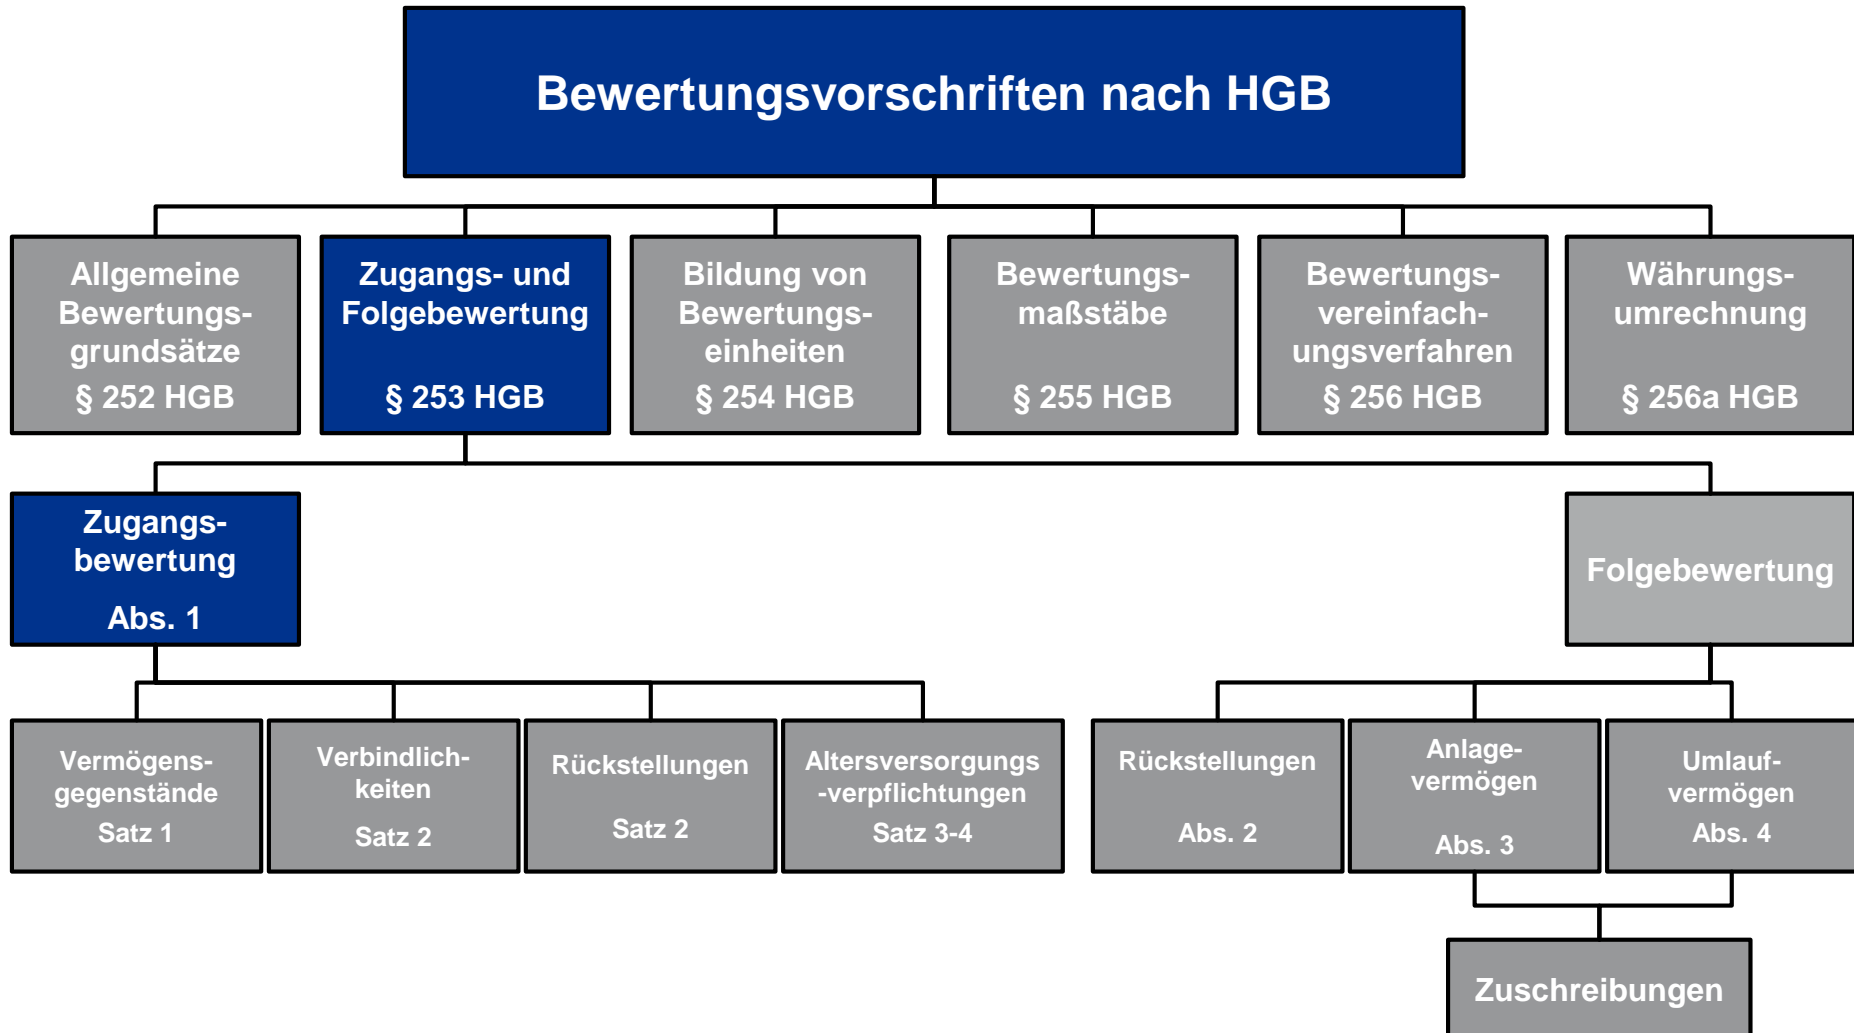 Bewertungsvorschriften nach HGB
Allgemeine
Bewertungs-
grundsätze
§ 252 HGB
Zugangs- und
Folgebewertung
§ 253 HGB
Bildung von
Bewertungs-
einheiten
§ 254 HGB
Bewertungs-
maßstäbe
§ 255 HGB
Bewertungs-
vereinfach-
ungsverfahren
§ 256 HGB
Währungs-
umrechnung
§ 256a HGB
Zugangs-
bewertung
Abs. 1
Folgebewertung
Vermögens-
gegenstände
Satz 1
Verbindlich-
keiten
Satz 2
Rückstellungen
Satz 2
Altersversorgungs
-verpflichtungen
Satz 3-4
Rückstellungen
Abs. 2
Anlage-
vermögen
Abs. 3
Umlauf-
vermögen
Abs. 4
Zuschreibungen